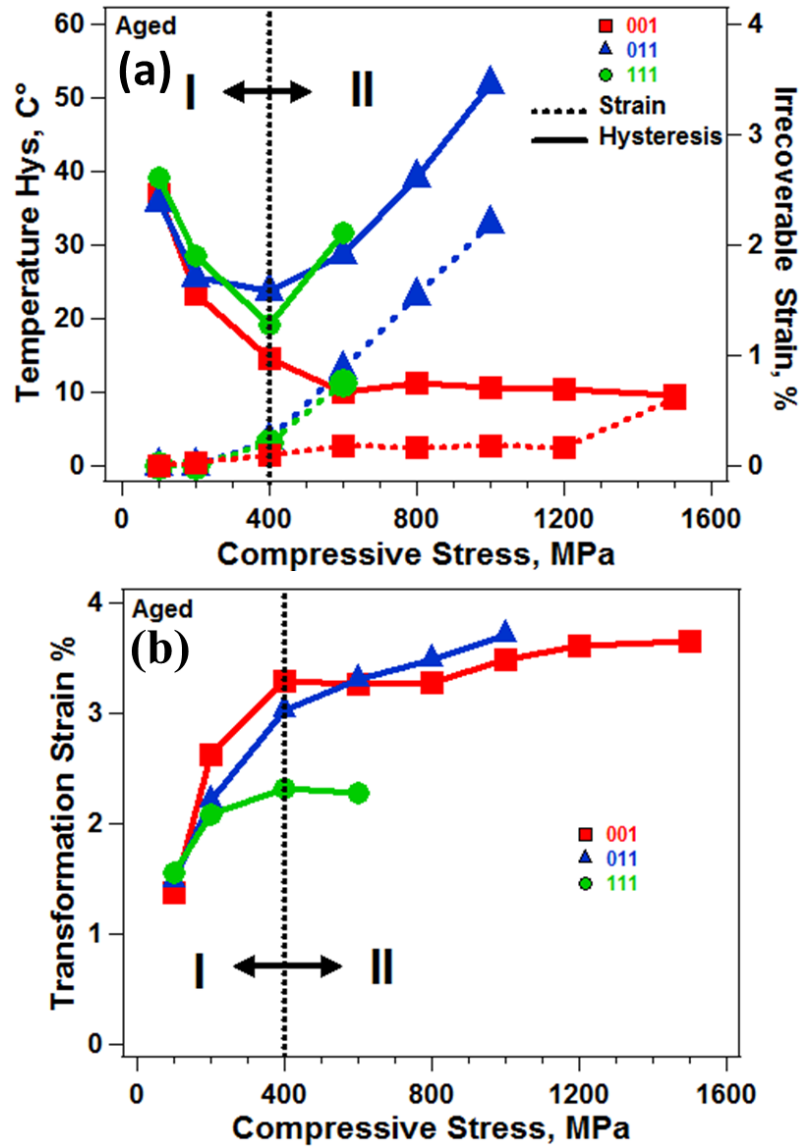 Aged
(a)
I
II
001
011
111
Strain
Hysteresis
60
50
40
30
20
10
0
Temperature Hys, C°
4
3
2
1
0
Irrecoverable Strain, %
0
400
800
1200
1600
Compressive Stress, MPa
Aged
(b)
4
3
2
1
0
Transformation Strain %
001
011
111
I
II
0
400
800
1200
1600
Compressive Stress, MPa